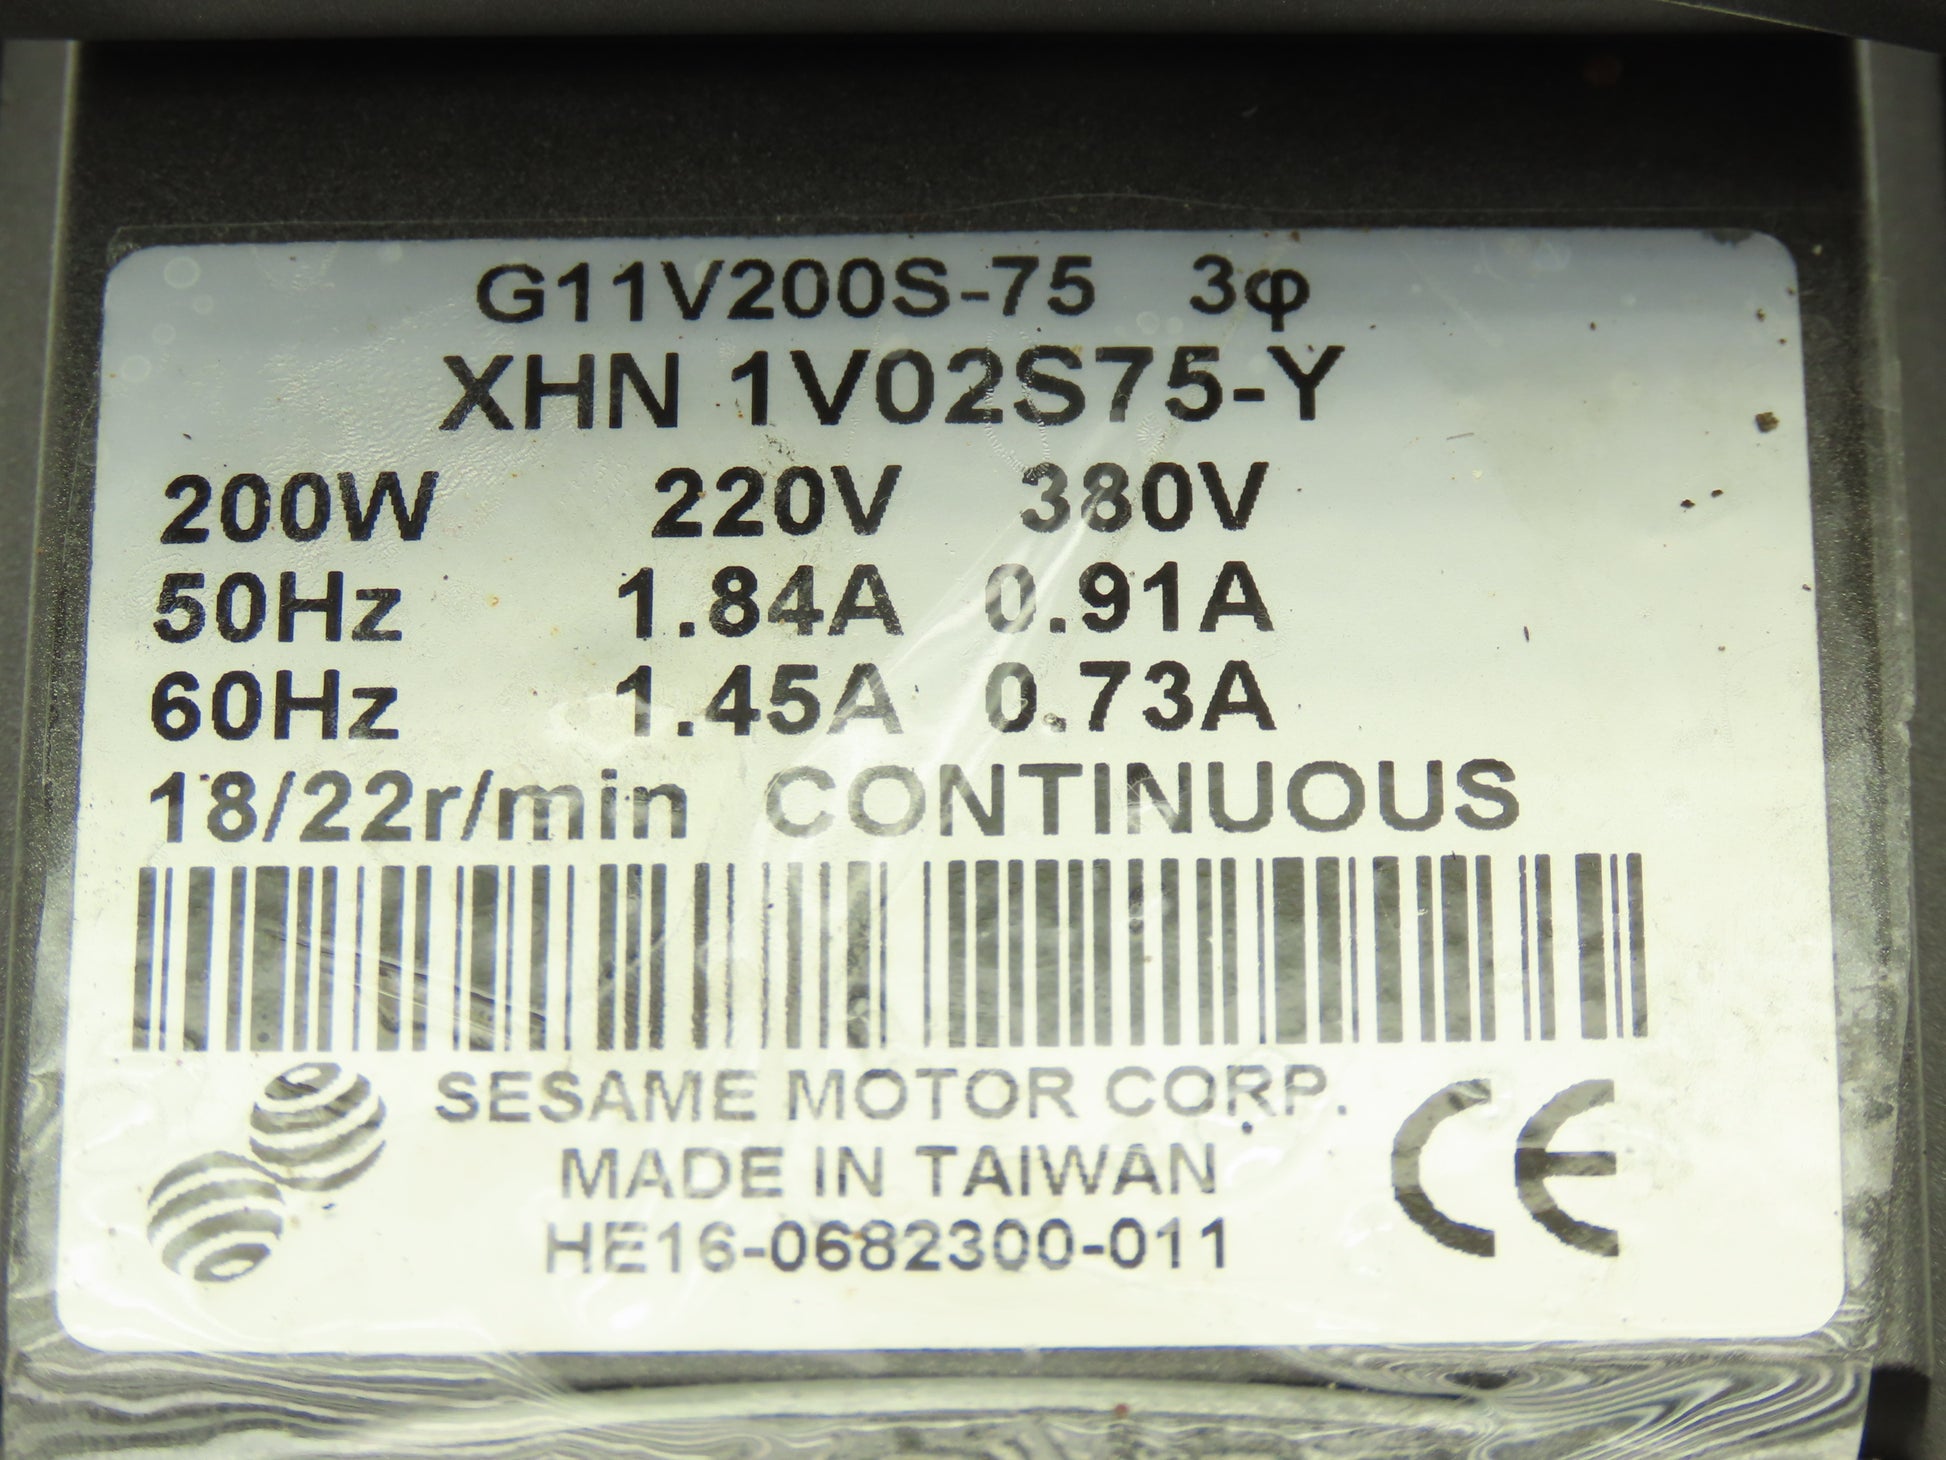 G11V200S-75 3φ
XHN 1V02S75-Y
200W 220V 380V
50Hz 1.84A 0.91A
60Hz 1.45A 0.73A
18/22r/min CONTINUOUS
SESAME MOTOR CORP.
MADE IN TAIWAN
HE16-0682300-011
CE